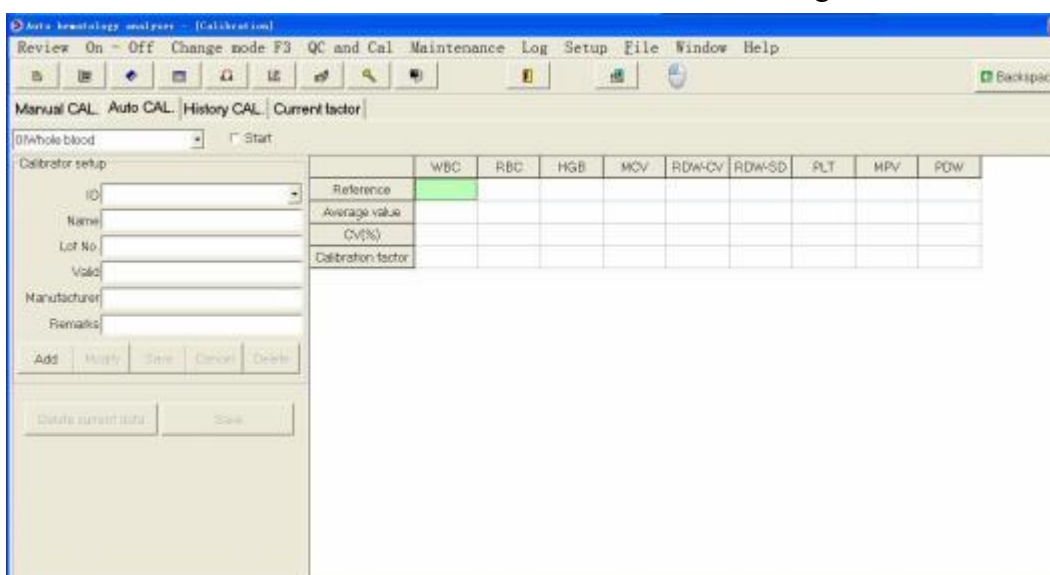 Auto hematology analyzer - [Calibration]
Review On - Off Change mode F3 QC and Cal Maintenance Log Setup File Window Help
Backspac
Manual CAL. Auto CAL. History CAL. Current factor
0|Whole blood Start
Calibrator setup
WBC RBC HGB MCV RDW-CV RDW-SD PLT MPV PDW
ID
Reference
Name
Average value
Lot No.
CV(%)
Valid
Calibration factor
Manufacturer
Remarks
Add Modify Save Cancel Delete
Delete current data Save